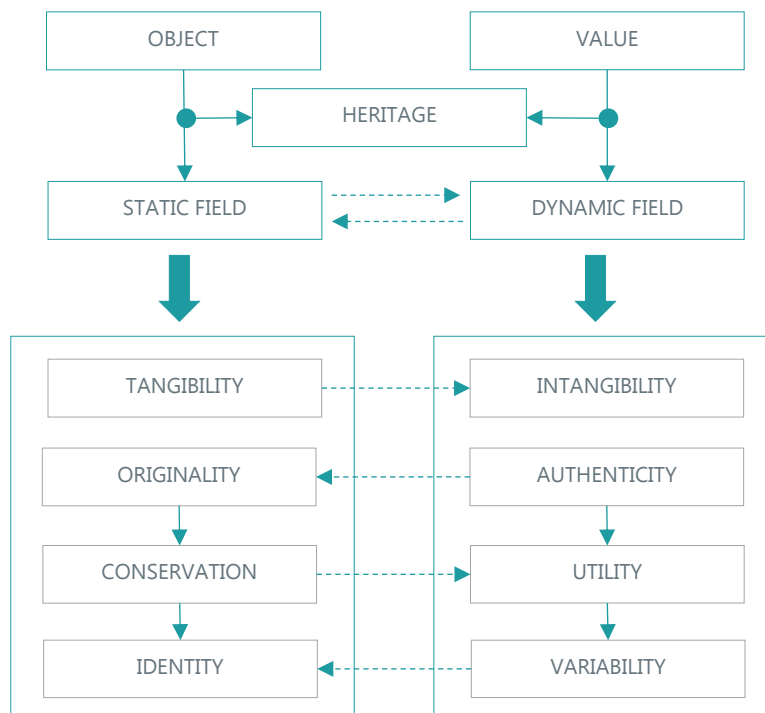 OBJECT
VALUE
HERITAGE
STATIC FIELD
DYNAMIC FIELD
TANGIBILITY
INTANGIBILITY
ORIGINALITY
AUTHENTICITY
CONSERVATION
UTILITY
IDENTITY
VARIABILITY